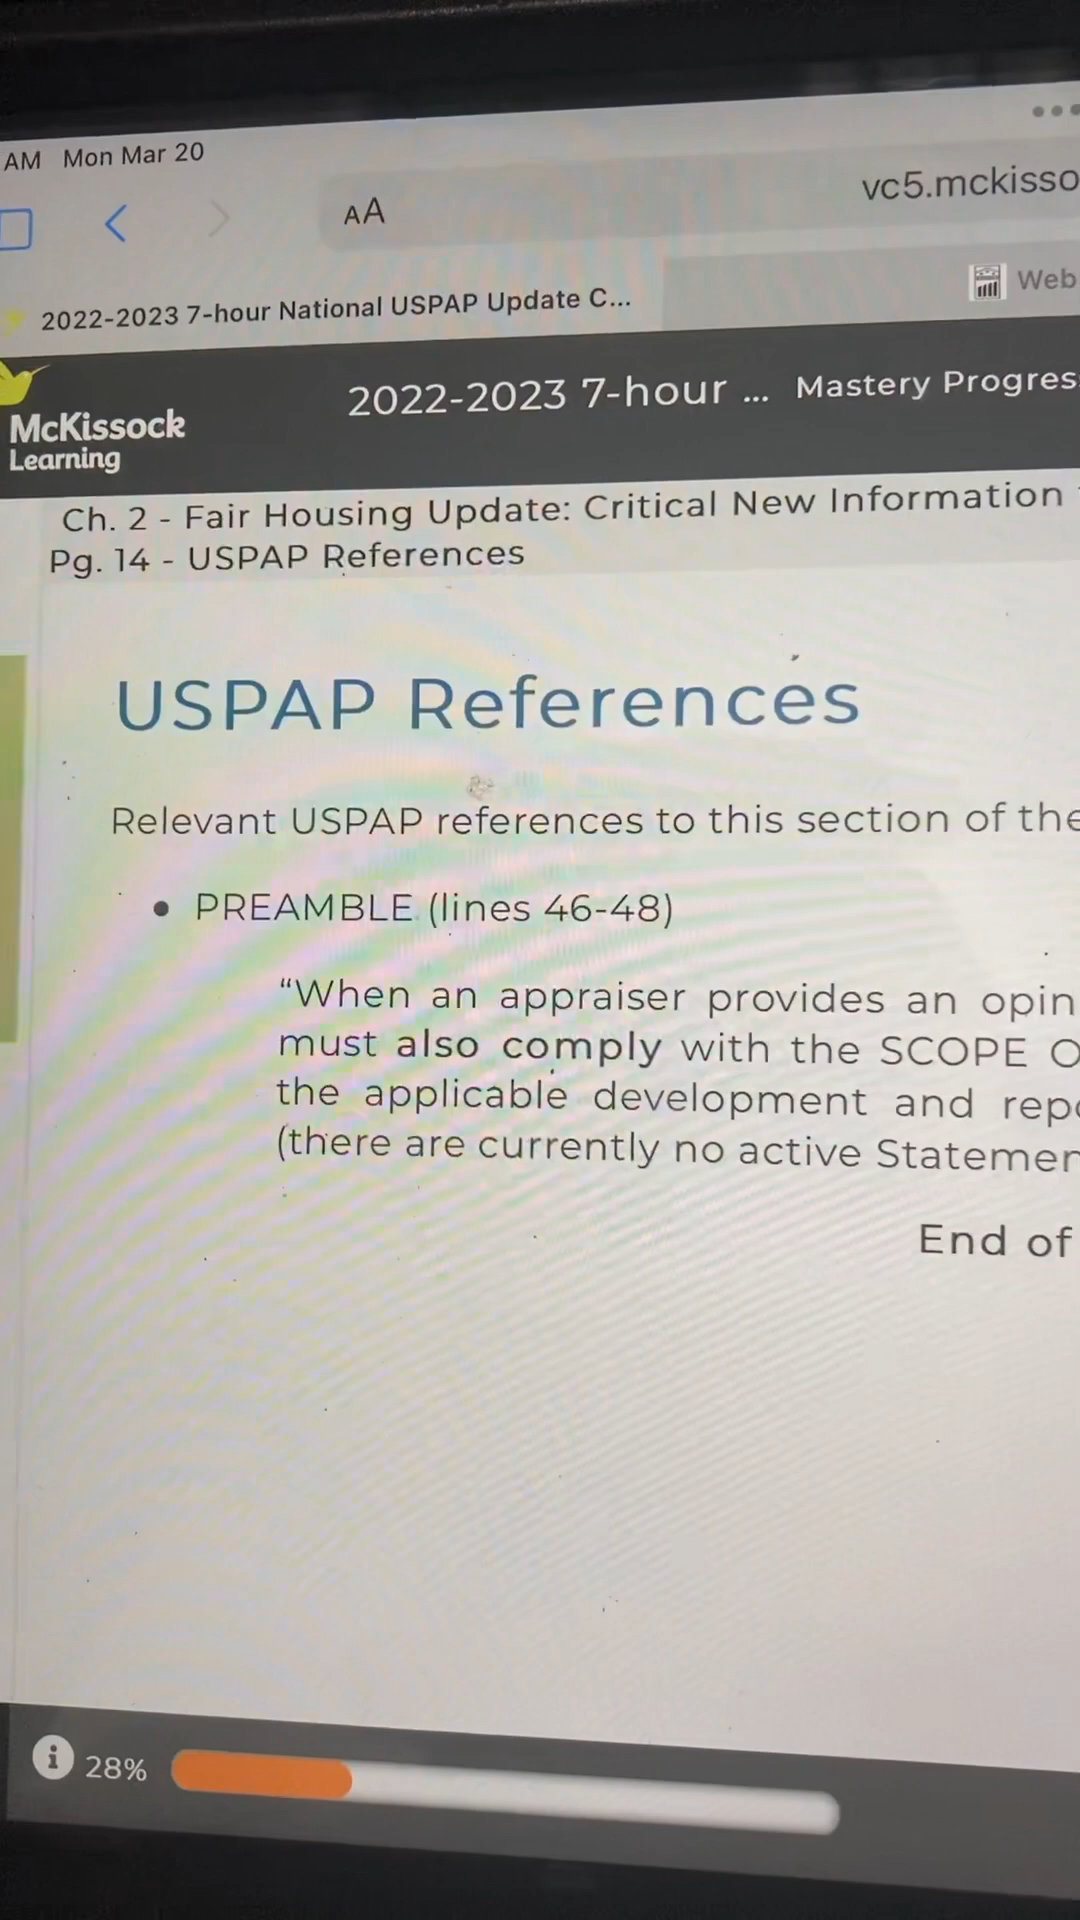 AM Mon Mar 20
AA
vc5.mckisso
2022-2023 7-hour National USPAP Update C...
Web
McKissock
Learning
2022-2023 7-hour ...
Mastery Progres
Ch. 2 - Fair Housing Update: Critical New Information
Pg. 14 - USPAP References
USPAP References
Relevant USPAP references to this section of the
• PREAMBLE (lines 46-48)
“When an appraiser provides an opin
must also comply with the SCOPE O
the applicable development and repo
(there are currently no active Statemen
End of
28%